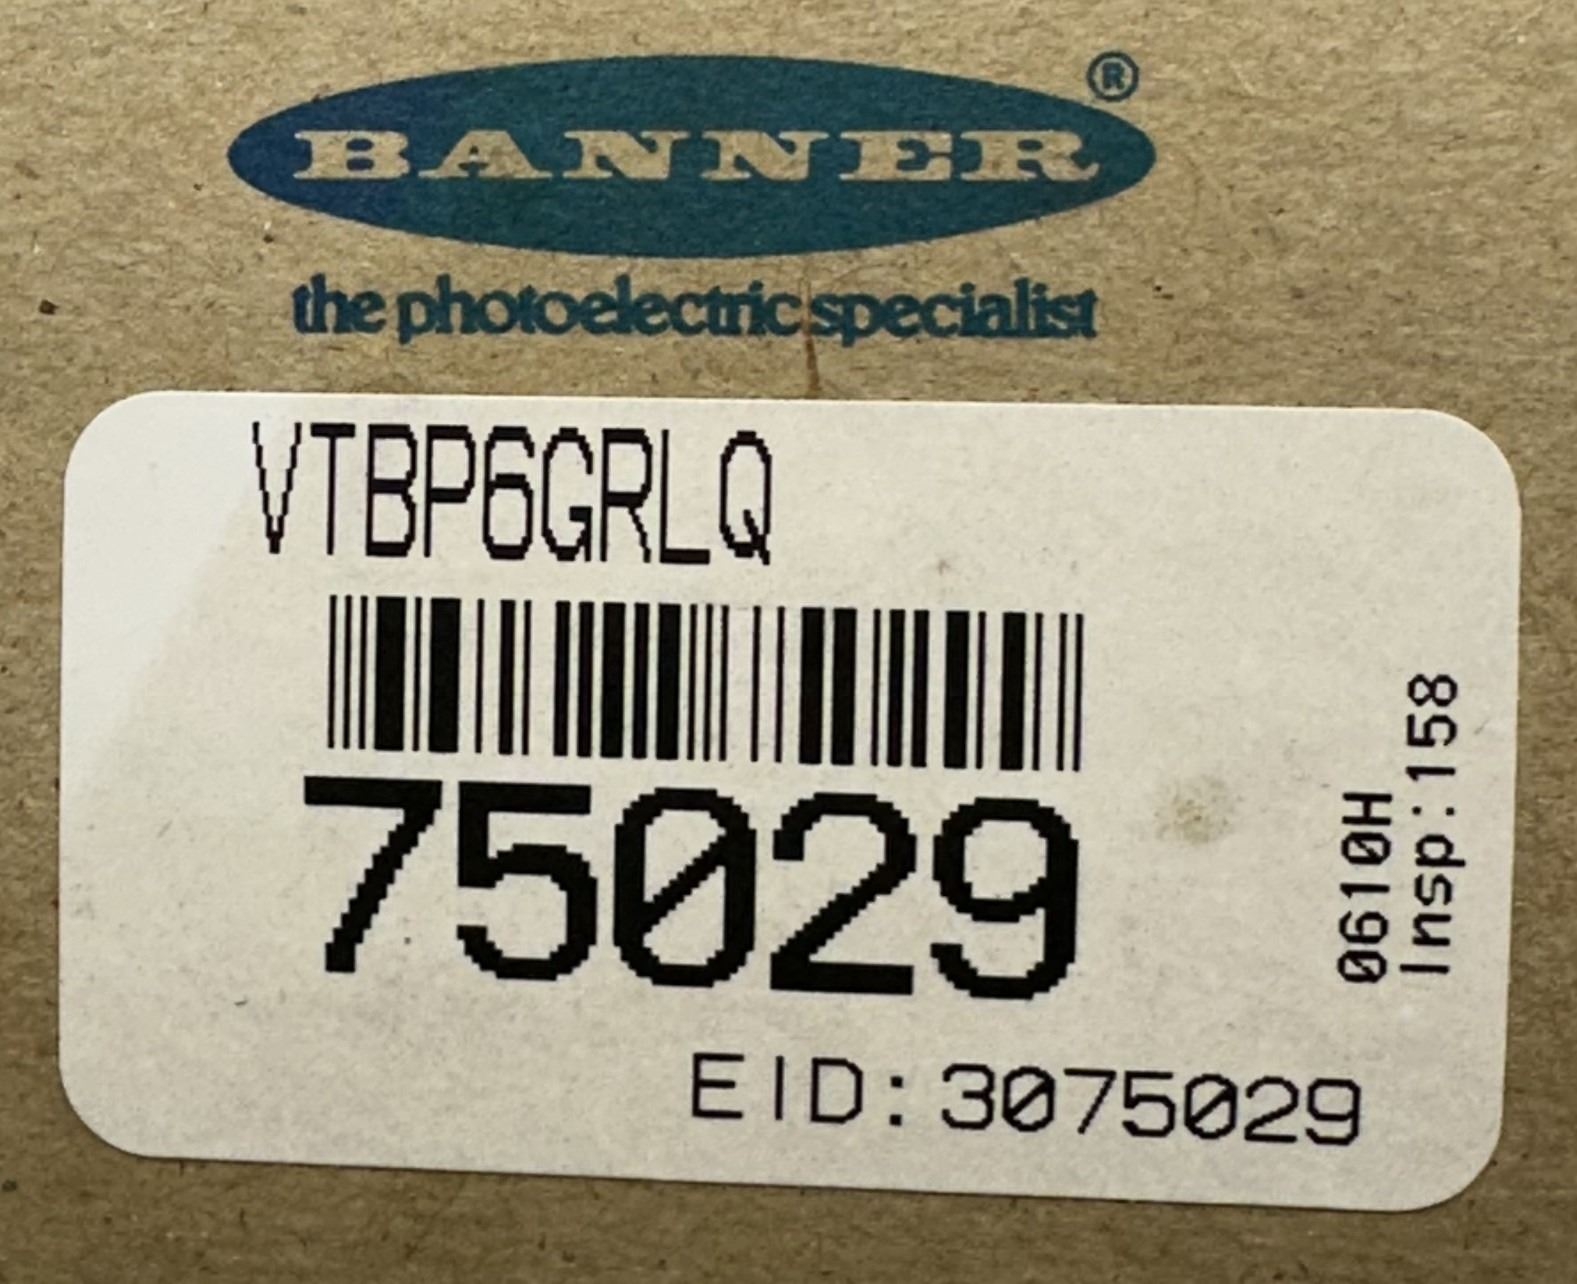 BANNER®
the photoelectric specialist
VTBP6GRLQ
75029
0610H
Insp:158
EID:3075029